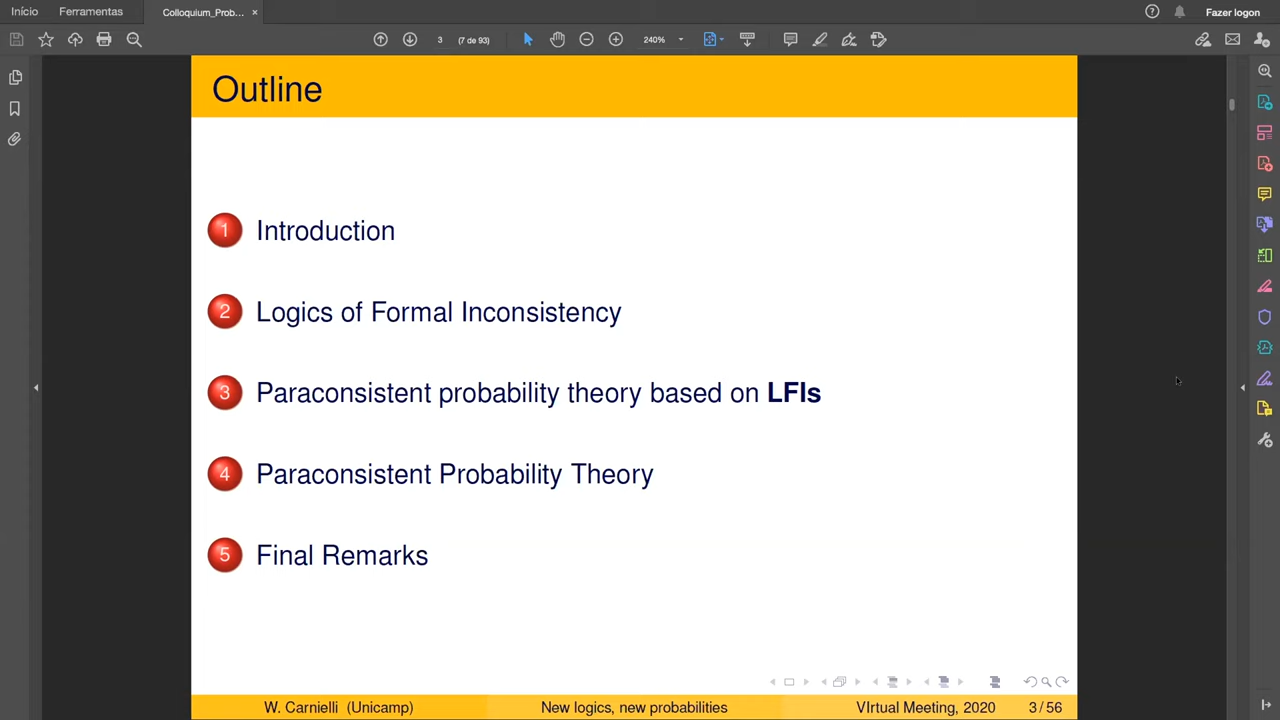 Início Ferramentas Colloquium_Prob... ×
3 (7 de 93) 240% Fazer logon
Outline
1 Introduction
2 Logics of Formal Inconsistency
3 Paraconsistent probability theory based on LFIs
4 Paraconsistent Probability Theory
5 Final Remarks
W. Carnielli (Unicamp) New logics, new probabilities VIrtual Meeting, 2020 3 / 56